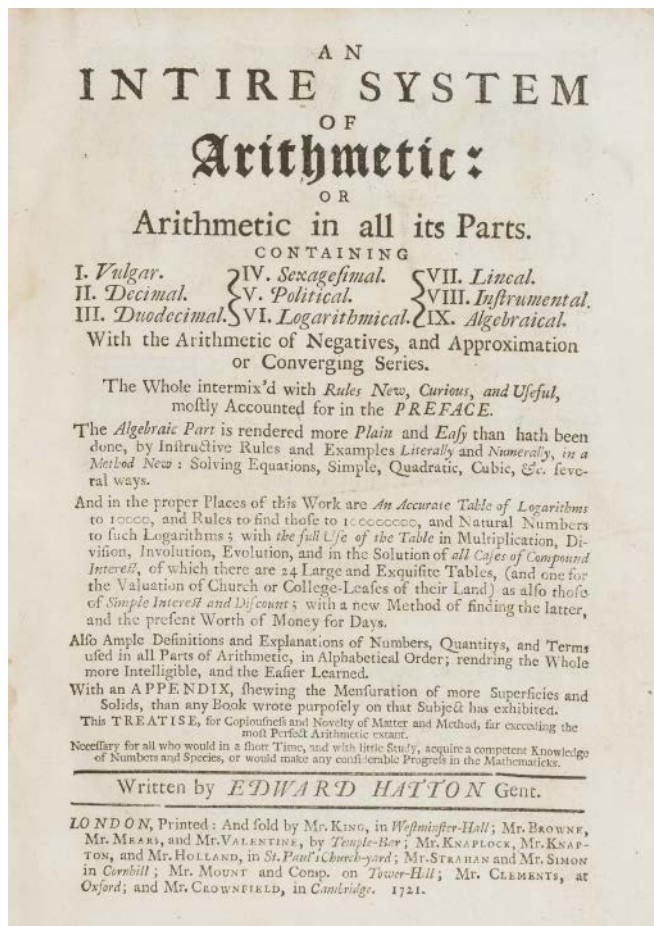 AN
INTIRE SYSTEM
OF
Arithmetic:
OR
Arithmetic in all its Parts.
CONTAINING
I. Vulgar. IV. Sexagesimal. VII. Lineal.
II. Decimal. V. Political. VIII. Instrumental.
III. Duodecimal. VI. Logarithmical. IX. Algebraical.
With the Arithmetic of Negatives, and Approximation
or Converging Series.
The Whole intermix'd with Rules New, Curious, and Useful,
mostly Accounted for in the PREFACE.
The Algebraic Part is rendered more Plain and Easy than hath been
done, by Instructive Rules and Examples Literally and Numerally, in a
Method New: Solving Equations, Simple, Quadratic, Cubic, &c. seve-
ral ways.
And in the proper Places of this Work are An Accurate Table of Logarithms
to 10000, and Rules to find those to 100000000, and Natural Numbers
to such Logarithms; with the full Use of the Table in Multiplication, Di-
vision, Involution, Evolution, and in the Solution of all Cases of Compound
Interest, of which there are 24 Large and Exquisite Tables, (and one for
the Valuation of Church or College-Leases of their Land) as also those
of Simple Interest and Discount; with a new Method of finding the latter,
and the present Worth of Money for Days.
Also Ample Definitions and Explanations of Numbers, Quantitys, and Terms
used in all Parts of Arithmetic, in Alphabetical Order; rendring the Whole
more Intelligible, and the Easier Learned.
With an APPENDIX, shewing the Mensuration of more Superficies and
Solids, than any Book wrote purposely on that Subject has exhibited.
This TREATISE, for Copiousness and Novelty of Matter and Method, far exceeding the
most Perfect Arithmetic extant.
Necessary for all who would in a short Time, and with little Study, acquire a competent Knowledge
of Numbers and Species, or would make any considerable Progress in the Mathematicks.
Written by EDWARD HATTON Gent.
LONDON, Printed: And sold by Mr. KING, in Westminster-Hall; Mr. BROWNE,
Mr. MEARS, and Mr. VALENTINE, by Temple-Bar; Mr. KNAPLOCK, Mr. KNAP-
TON, and Mr. HOLLAND, in St. Paul's Church-yard; Mr. STRAHAN and Mr. SIMON
in Cornhill; Mr. MOUNT and Comp. on Tower-Hill; Mr. CLEMENTS, at
Oxford; and Mr. CROWNFIELD, in Cambridge. 1721.